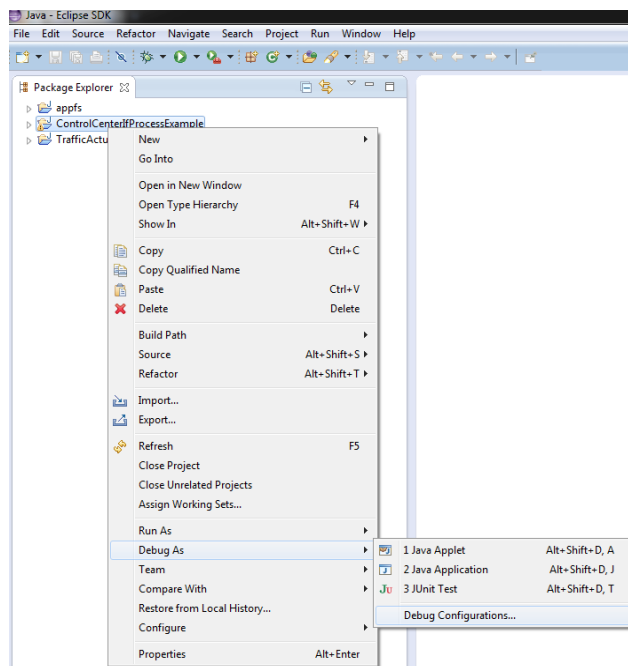 Java - Eclipse SDK
File Edit Source Refactor Navigate Search Project Run Window Help
Package Explorer
appfs
ControlCenterIfProcessExample
TrafficActu
New
Go Into
Open in New Window
Open Type Hierarchy F4
Show In Alt+Shift+W
Copy Ctrl+C
Copy Qualified Name
Paste Ctrl+V
Delete Delete
Build Path
Source Alt+Shift+S
Refactor Alt+Shift+T
Import...
Export...
Refresh F5
Close Project
Close Unrelated Projects
Assign Working Sets...
Run As
Debug As
Team
Compare With
Restore from Local History...
Configure
Properties Alt+Enter
1 Java Applet Alt+Shift+D, A
2 Java Application Alt+Shift+D, J
Ju 3 JUnit Test Alt+Shift+D, T
Debug Configurations...